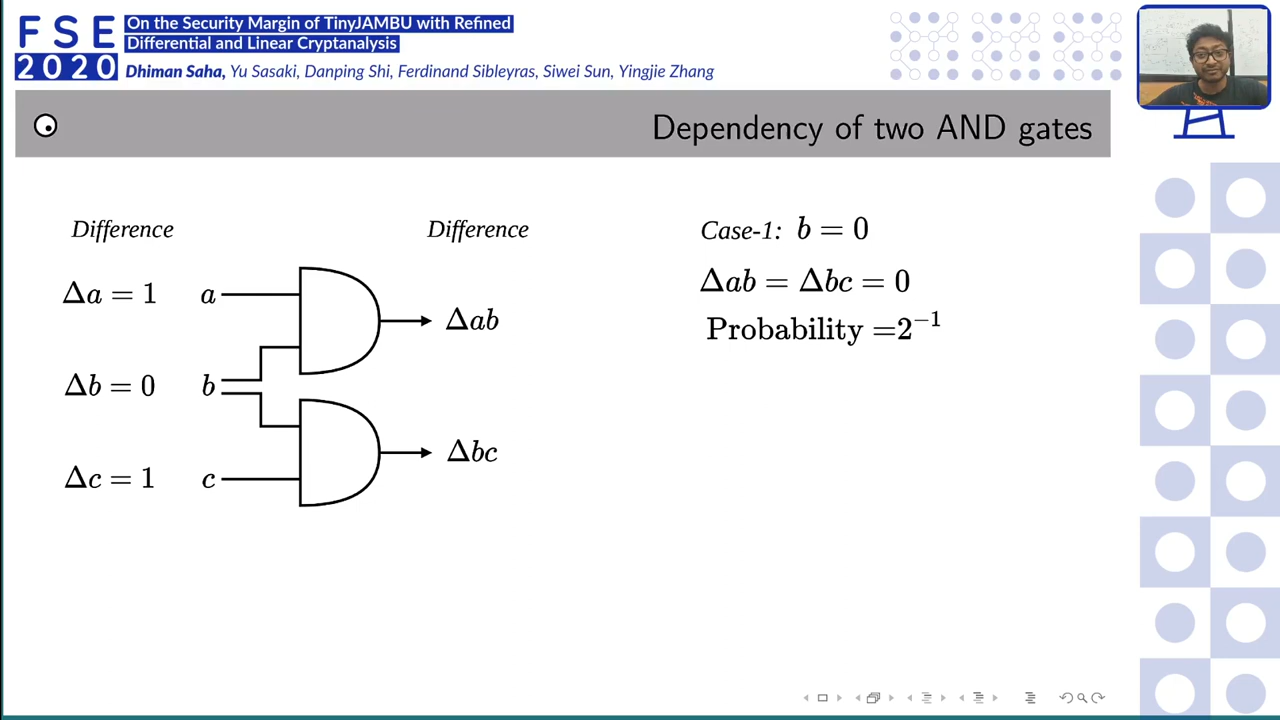 FSE
2020
On the Security Margin of TinyJAMBU with Refined
Differential and Linear Cryptanalysis
Dhiman Saha, Yu Sasaki, Danping Shi, Ferdinand Sibleyras, Siwei Sun, Yingjie Zhang
Dependency of two AND gates
Difference
Difference
Δa = 1 a
Δab
Δb = 0 b
Δbc
Δc = 1 c
Case-1: b = 0
Δab = Δbc = 0
Probability =2⁻¹